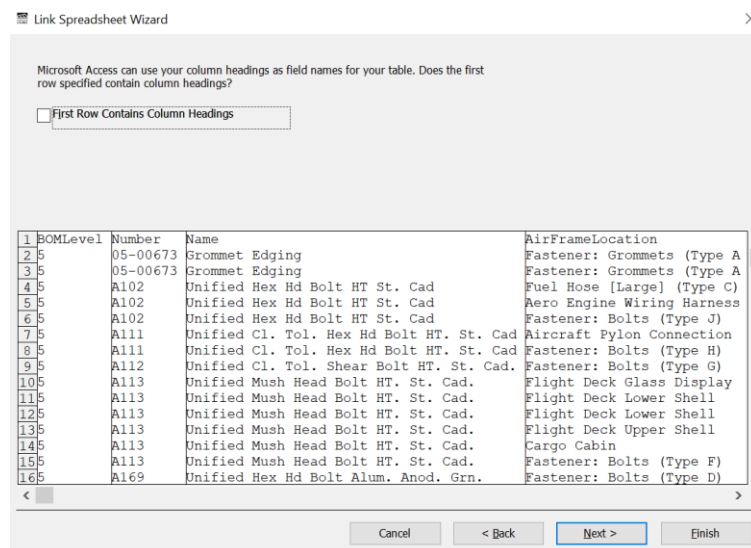 Link Spreadsheet Wizard
Microsoft Access can use your column headings as field names for your table. Does the first
row specified contain column headings?
First Row Contains Column Headings
1 BOMLevel Number Name AirFrameLocation
2 5 05-00673 Grommet Edging Fastener: Grommets (Type A
3 5 05-00673 Grommet Edging Fastener: Grommets (Type A
4 5 A102 Unified Hex Hd Bolt HT St. Cad Fuel Hose [Large] (Type C)
5 5 A102 Unified Hex Hd Bolt HT St. Cad Aero Engine Wiring Harness
6 5 A102 Unified Hex Hd Bolt HT St. Cad Fastener: Bolts (Type J)
7 5 A111 Unified Cl. Tol. Hex Hd Bolt HT. St. Cad Aircraft Pylon Connection
8 5 A111 Unified Cl. Tol. Hex Hd Bolt HT. St. Cad Fastener: Bolts (Type H)
9 5 A112 Unified Cl. Tol. Shear Bolt HT. St. Cad. Fastener: Bolts (Type G)
10 5 A113 Unified Mush Head Bolt HT. St. Cad. Flight Deck Glass Display
11 5 A113 Unified Mush Head Bolt HT. St. Cad. Flight Deck Lower Shell
12 5 A113 Unified Mush Head Bolt HT. St. Cad. Flight Deck Lower Shell
13 5 A113 Unified Mush Head Bolt HT. St. Cad. Flight Deck Upper Shell
14 5 A113 Unified Mush Head Bolt HT. St. Cad. Cargo Cabin
15 5 A113 Unified Mush Head Bolt HT. St. Cad. Fastener: Bolts (Type F)
16 5 A169 Unified Hex Hd Bolt Alum. Anod. Grn. Fastener: Bolts (Type D)
Cancel < Back Next > Finish